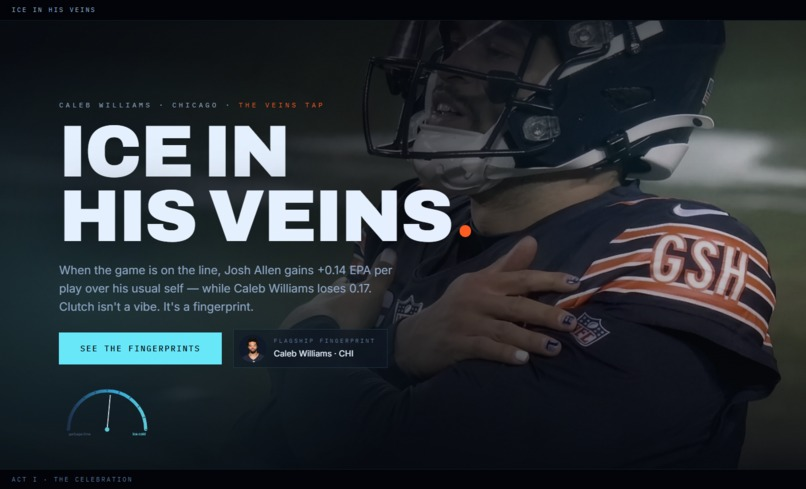 ICE IN HIS VEINS
CALEB WILLIAMS · CHICAGO · THE VEINS TAP
ICE IN
HIS VEINS.
When the game is on the line, Josh Allen gains +0.14 EPA per
play over his usual self — while Caleb Williams loses 0.17.
Clutch isn't a vibe. It's a fingerprint.
SEE THE FINGERPRINTS
FLAGSHIP FINGERPRINT
Caleb Williams · CHI
GSH
NFL
ACT I · THE CELEBRATION